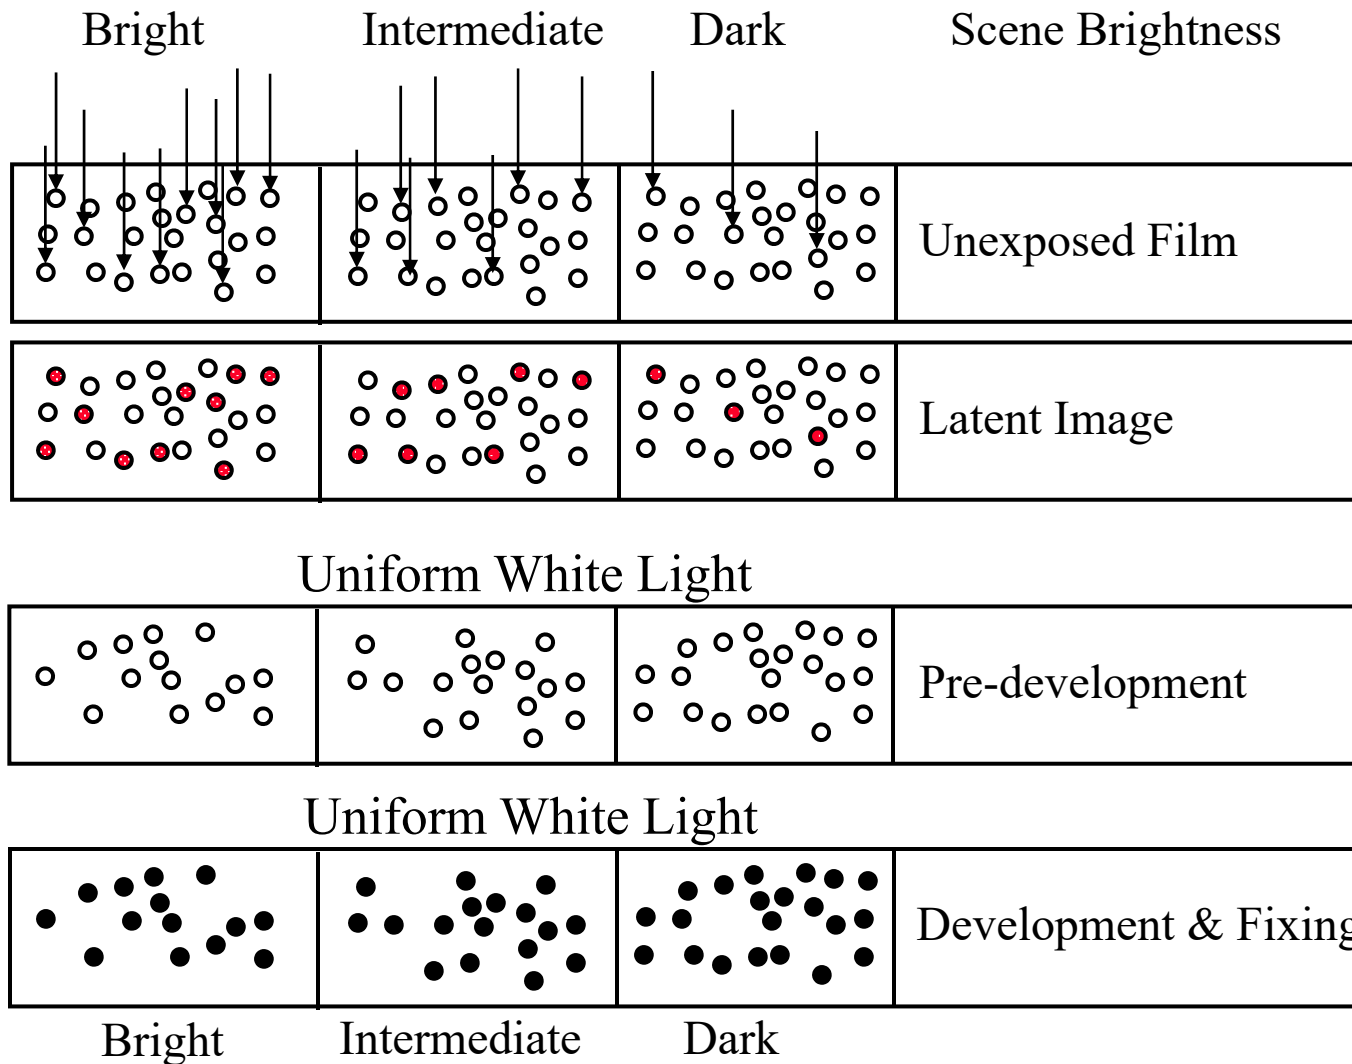 Bright Intermediate Dark Scene Brightness
Unexposed Film
Latent Image
Uniform White Light
Pre-development
Uniform White Light
Development & Fixing
Bright Intermediate Dark